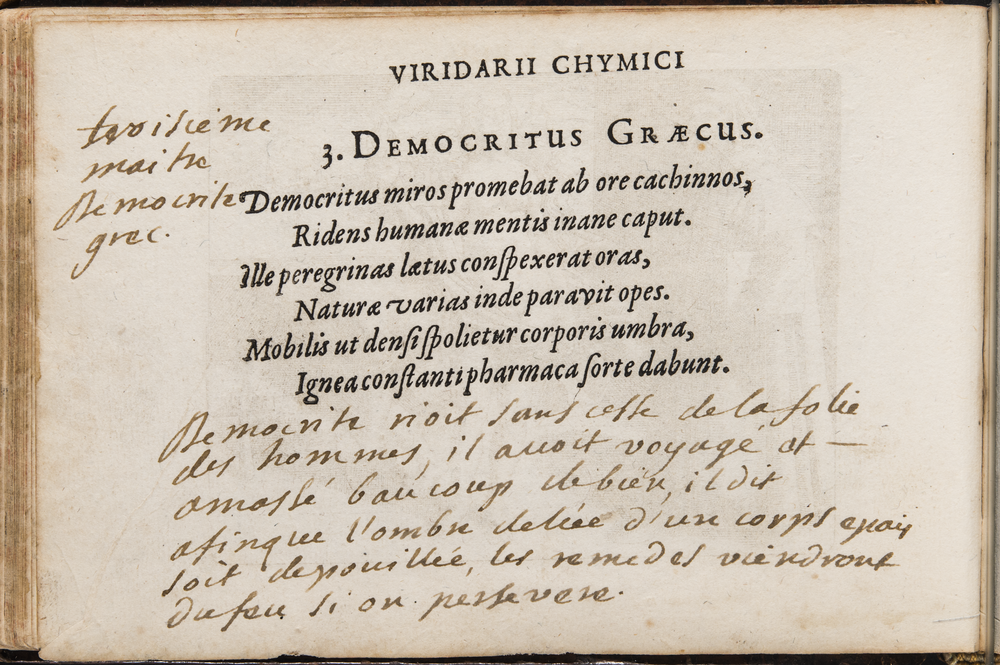 VIRIDARII CHYMICI
troisieme
maitre
Democrite
grec.
3. DEMOCRITUS GRÆCUS.
Democritus miros promebat ab ore cachinnos,
Ridens humanæ mentis inane caput.
Ille peregrinas lætus conspexerat oras,
Naturæ varias inde paravit opes.
Mobilis ut densi spolietur corporis umbra,
Ignea constanti pharmaca sorte dabunt.
Democrite rioit sans cesse de la folie
des hommes, il avoit voyagé et —
amassé beaucoup de bien, il dit
afinque l'ombre deliée d'un corps epais
soit depouillée, les remedes viendront
du feu si on persevere.